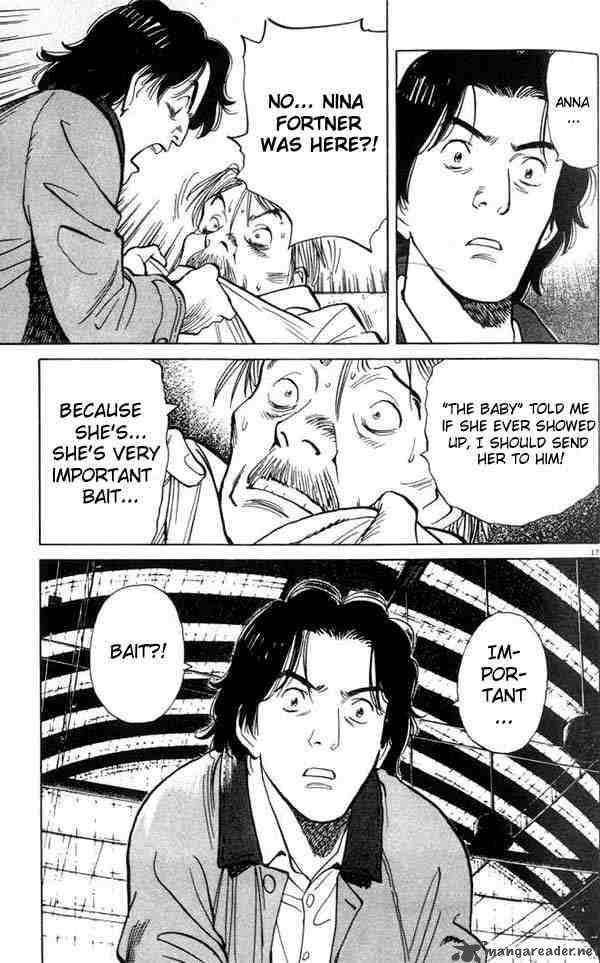 ANNA
...
NO... NINA
FORTNER
WAS HERE?!
"THE BABY" TOLD ME
IF SHE EVER SHOWED
UP, I SHOULD SEND
HER TO HIM!
BECAUSE
SHE'S...
SHE'S VERY
IMPORTANT
BAIT...
17
IM-
POR-
TANT
...
BAIT?!
mangareader.net